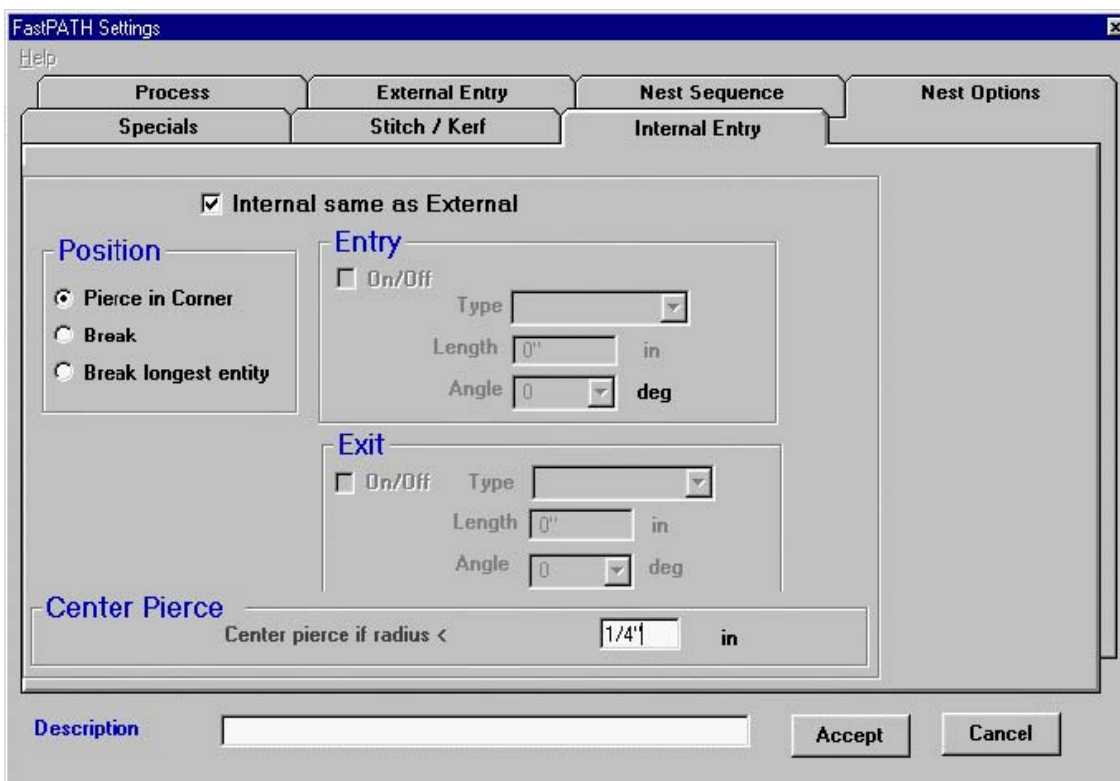 FastPATH Settings
Help
Process External Entry Nest Sequence Nest Options
Specials Stitch / Kerf Internal Entry
Internal same as External
Position
Pierce in Corner
Break
Break longest entity
Entry
On/Off
Type
Length 0" in
Angle 0 deg
Exit
On/Off Type
Length 0" in
Angle 0 deg
Center Pierce
Center pierce if radius < 1/4" in
Description
Accept Cancel